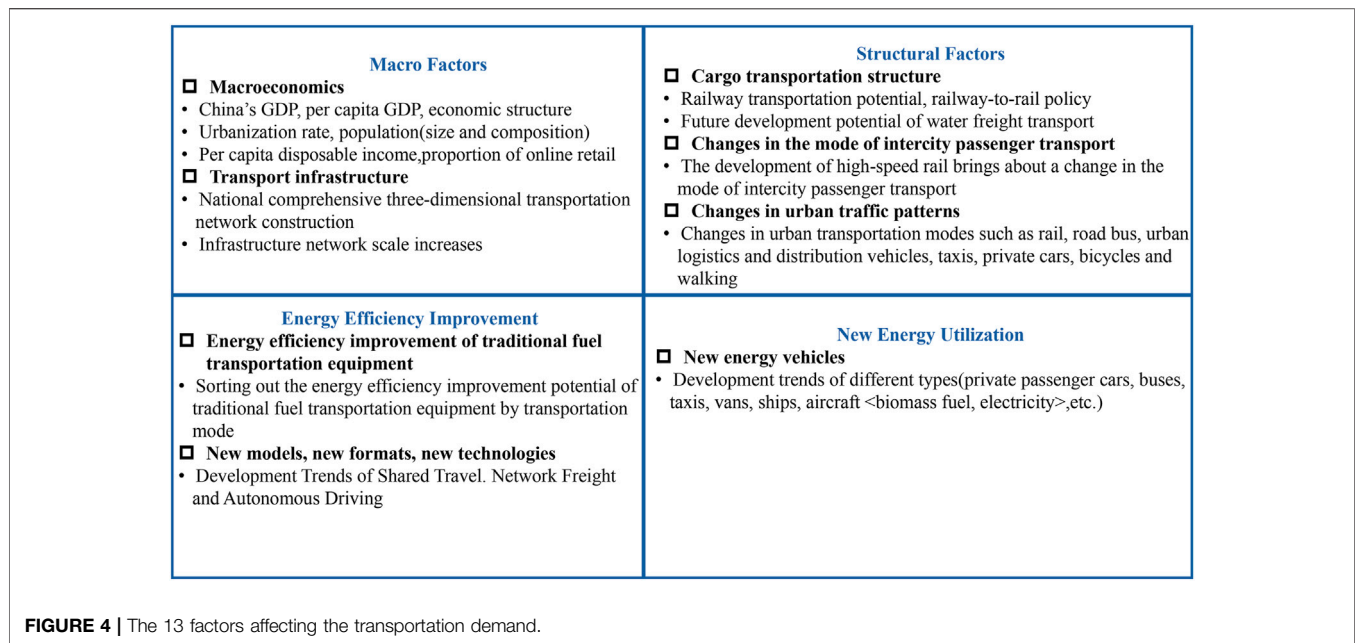 Macro Factors
Macroeconomics
• China's GDP, per capita GDP, economic structure
• Urbanization rate, population(size and composition)
• Per capita disposable income,proportion of online retail
Transport infrastructure
• National comprehensive three-dimensional transportation
network construction
• Infrastructure network scale increases
Structural Factors
Cargo transportation structure
• Railway transportation potential, railway-to-rail policy
• Future development potential of water freight transport
Changes in the mode of intercity passenger transport
• The development of high-speed rail brings about a change in the
mode of intercity passenger transport
Changes in urban traffic patterns
• Changes in urban transportation modes such as rail, road bus, urban
logistics and distribution vehicles, taxis, private cars, bicycles and
walking
Energy Efficiency Improvement
Energy efficiency improvement of traditional fuel
transportation equipment
• Sorting out the energy efficiency improvement potential of
traditional fuel transportation equipment by transportation
mode
New models, new formats, new technologies
• Development Trends of Shared Travel. Network Freight
and Autonomous Driving
New Energy Utilization
New energy vehicles
• Development trends of different types(private passenger cars, buses,
taxis, vans, ships, aircraft <biomass fuel, electricity>,etc.)
FIGURE 4 | The 13 factors affecting the transportation demand.